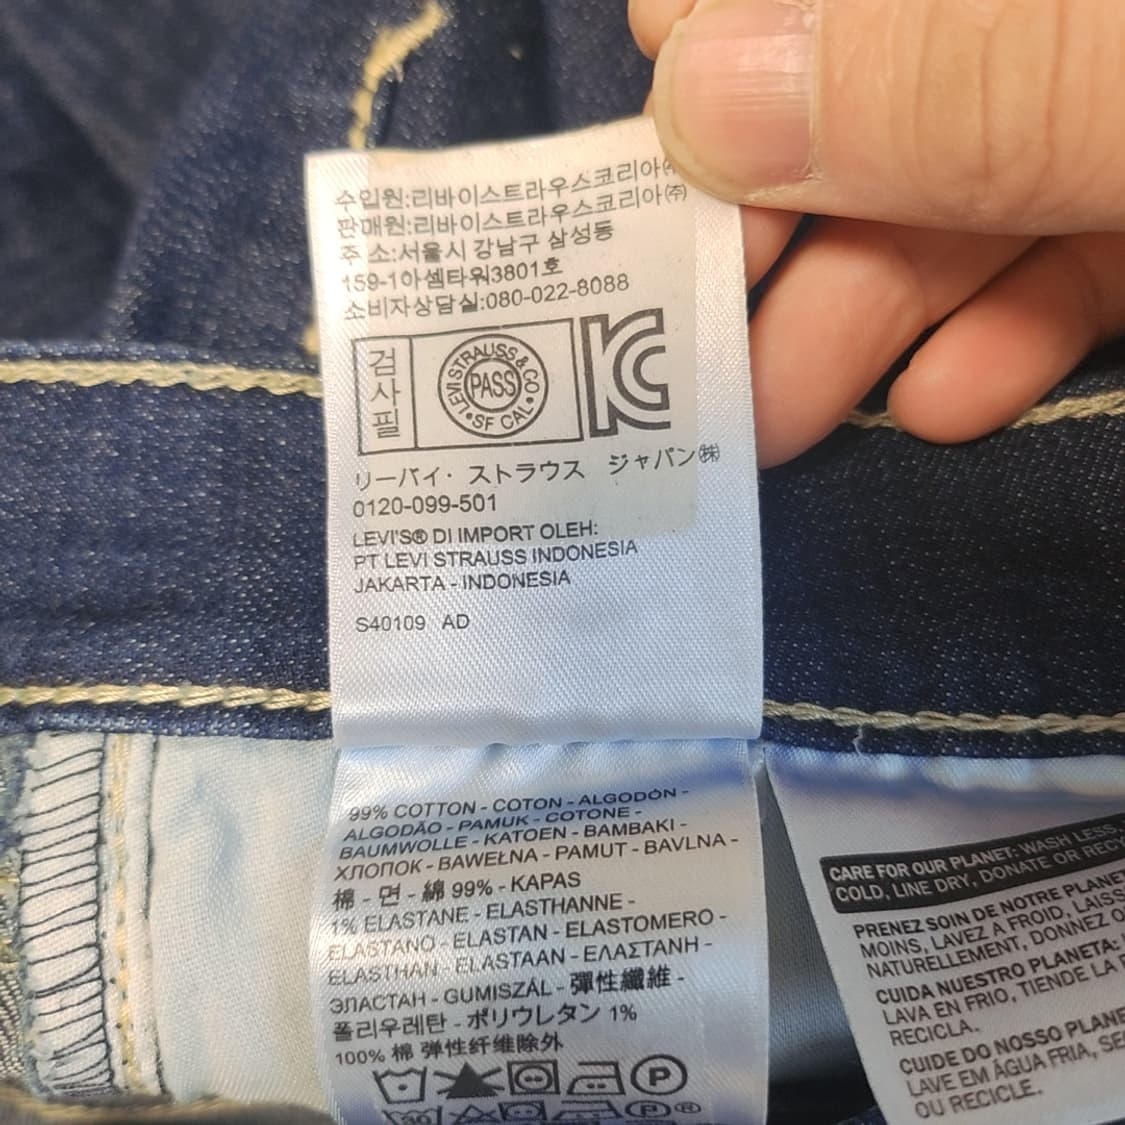 수입원:리바이스트라우스코리아㈜
판매원:리바이스트라우스코리아㈜
주 소:서울시 강남구 삼성동
159-1아셈타워3801호
소비자상담실:080-022-8088
검사필
LEVI STRAUSS & CO
PASS
SF CAL
KC
リーバイ・ストラウス ジャパン㈱
0120-099-501
LEVI'S® DI IMPORT OLEH:
PT LEVI STRAUSS INDONESIA
JAKARTA - INDONESIA
S40109 AD
99% COTTON - COTON - ALGODÓN -
ALGODÃO - PAMUK - COTONE -
BAUMWOLLE - KATOEN - BAMBAKI -
ХЛОПОК - BAWEŁNA - PAMUT - BAVLNA -
棉 - 면 - 綿 99% - KAPAS
1% ELASTANE - ELASTHANNE -
ELASTANO - ELASTAN - ELASTOMERO -
ELASTHAN - ELASTAAN - ΕΛΑΣΤΑΝΗ -
ЭЛАСТАН - GUMISZÁL - 彈性纖維 -
폴리우레탄 - ポリウレタン 1%
100% 棉 弹性纤维除外
P
30
P®
CARE FOR OUR PLANET: WASH LESS,
COLD, LINE DRY, DONATE OR
PRENEZ SOIN DE NOTRE
MOINS, LAVEZ À FROID,
NATURELLEMENT, DONNEZ
CUIDA NUESTRO PLANETA:
LAVA EN FRIO, TIENDE LA
RECICLA.
CUIDE DO NOSSO
LAVE EM ÁGUA FRIA,
OU RECICLE.